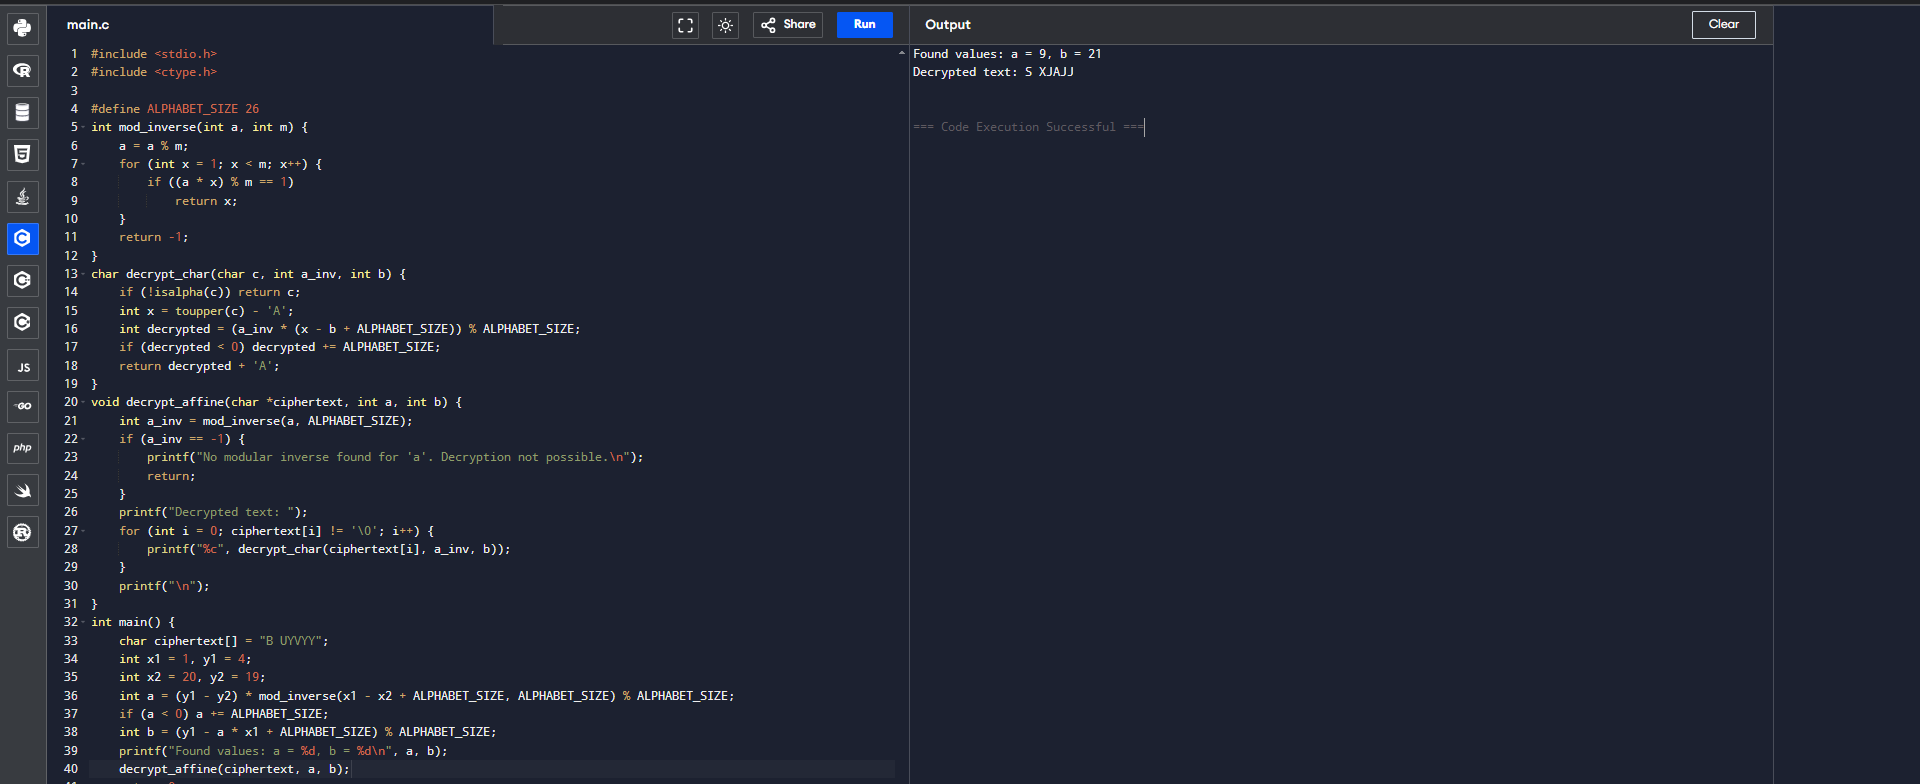 main.c
Share
Run
Output
Clear
1 #include <stdio.h>
2 #include <ctype.h>
3
4 #define ALPHABET_SIZE 26
5 int mod_inverse(int a, int m) {
6     a = a % m;
7     for (int x = 1; x < m; x++) {
8         if ((a * x) % m == 1)
9             return x;
10     }
11     return -1;
12 }
13 char decrypt_char(char c, int a_inv, int b) {
14     if (!isalpha(c)) return c;
15     int x = toupper(c) - 'A';
16     int decrypted = (a_inv * (x - b + ALPHABET_SIZE)) % ALPHABET_SIZE;
17     if (decrypted < 0) decrypted += ALPHABET_SIZE;
18     return decrypted + 'A';
19 }
20 void decrypt_affine(char *ciphertext, int a, int b) {
21     int a_inv = mod_inverse(a, ALPHABET_SIZE);
22     if (a_inv == -1) {
23         printf("No modular inverse found for 'a'. Decryption not possible.\n");
24         return;
25     }
26     printf("Decrypted text: ");
27     for (int i = 0; ciphertext[i] != '\0'; i++) {
28         printf("%c", decrypt_char(ciphertext[i], a_inv, b));
29     }
30     printf("\n");
31 }
32 int main() {
33     char ciphertext[] = "B UYVYY";
34     int x1 = 1, y1 = 4;
35     int x2 = 20, y2 = 19;
36     int a = (y1 - y2) * mod_inverse(x1 - x2 + ALPHABET_SIZE, ALPHABET_SIZE) % ALPHABET_SIZE;
37     if (a < 0) a += ALPHABET_SIZE;
38     int b = (y1 - a * x1 + ALPHABET_SIZE) % ALPHABET_SIZE;
39     printf("Found values: a = %d, b = %d\n", a, b);
40     decrypt_affine(ciphertext, a, b);
Found values: a = 9, b = 21
Decrypted text: S XJAJJ
=== Code Execution Successful ===
JS
GO
php